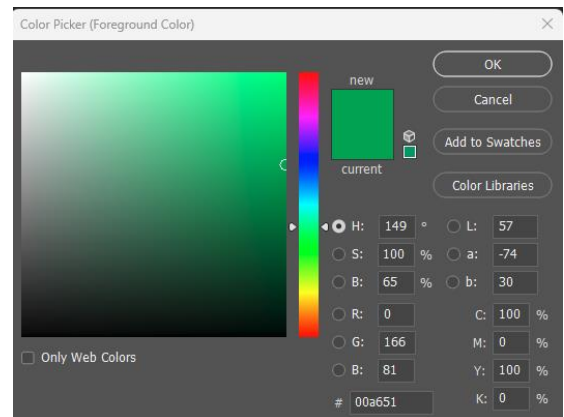 Color Picker (Foreground Color)
new
current
OK
Cancel
Add to Swatches
Color Libraries
H: 149 °
S: 100 %
B: 65 %
L: 57
a: -74
b: 30
R: 0
G: 166
B: 81
# 00a651
C: 100 %
M: 0 %
Y: 100 %
K: 0 %
Only Web Colors